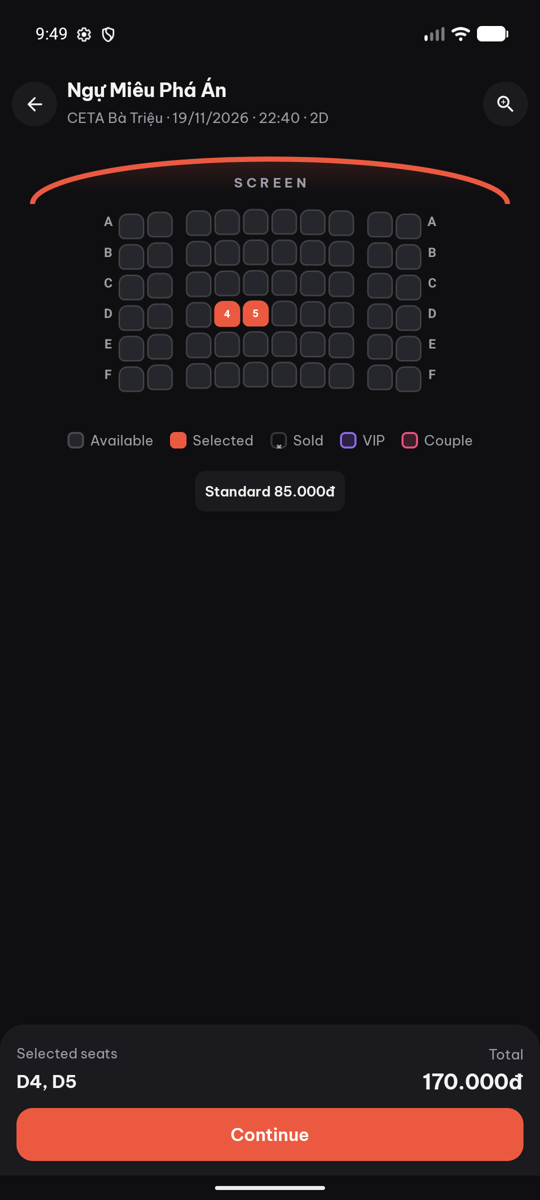 9:49
Ngự Miêu Phá Án
CETA Bà Triệu · 19/11/2026 · 22:40 · 2D
SCREEN
A A
B B
C C
D 4 5 D
E E
F F
Available Selected Sold VIP Couple
Standard 85.000đ
Selected seats Total
D4, D5 170.000đ
Continue